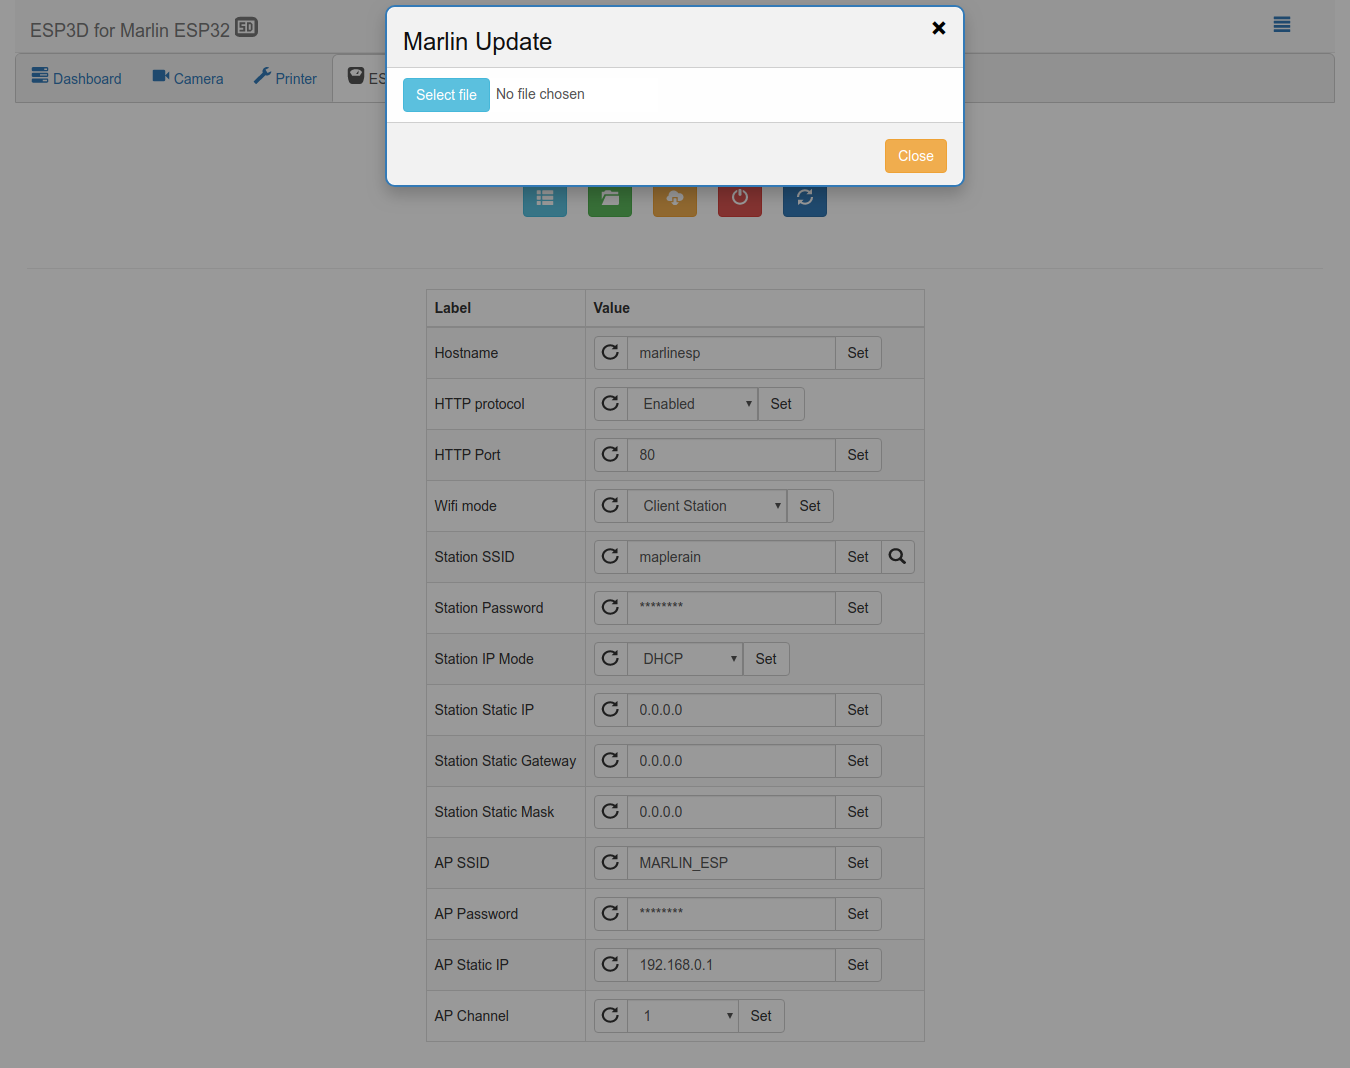 ESP3D for Marlin ESP32 SD
Marlin Update
Dashboard Camera Printer ES
Select file No file chosen
Close
Label Value
Hostname marlinesp Set
HTTP protocol Enabled Set
HTTP Port 80 Set
Wifi mode Client Station Set
Station SSID maplerain Set
Station Password ******** Set
Station IP Mode DHCP Set
Station Static IP 0.0.0.0 Set
Station Static Gateway 0.0.0.0 Set
Station Static Mask 0.0.0.0 Set
AP SSID MARLIN_ESP Set
AP Password ******** Set
AP Static IP 192.168.0.1 Set
AP Channel 1 Set